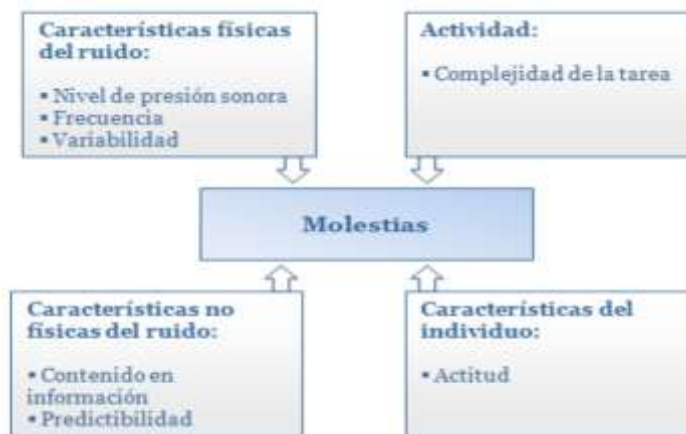 Características físicas
del ruido:
▪ Nivel de presión sonora
▪ Frecuencia
▪ Variabilidad
Actividad:
▪ Complejidad de la tarea
Molestias
Características no
físicas del ruido:
▪ Contenido en
información
▪ Predictibilidad
Características del
individuo:
▪ Actitud